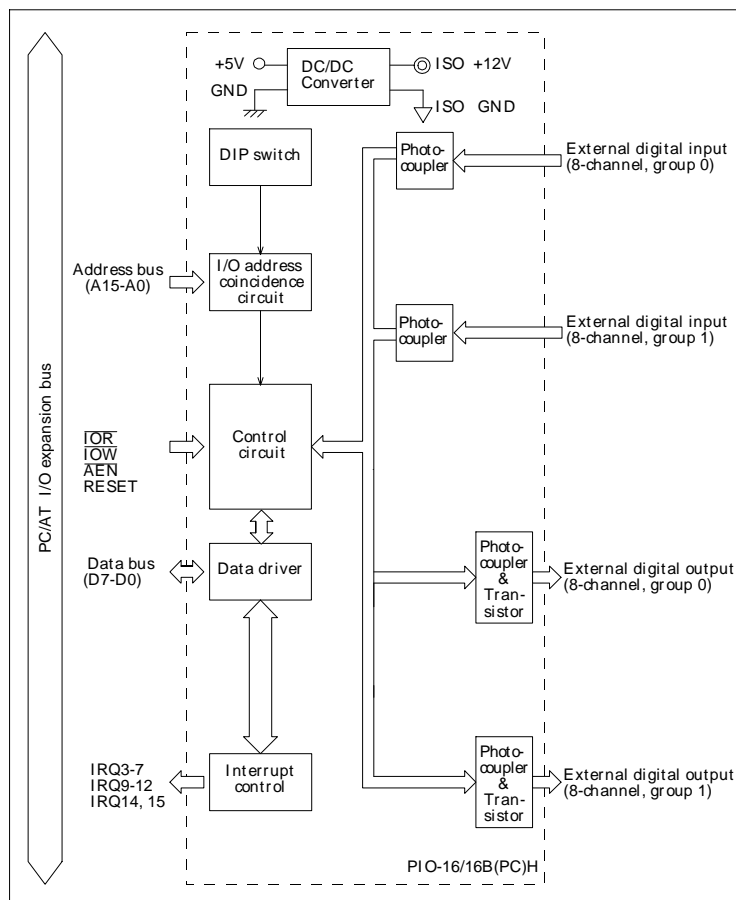 PC/AT I/O expansion bus
+5V
GND
DC/DC
Converter
ISO +12V
ISO GND
DIP switch
Photo-
coupler
External digital input
(8-channel, group 0)
Address bus
(A15-A0)
I/O address
coincidence
circuit
Photo-
coupler
External digital input
(8-channel, group 1)
IOR
IOW
AEN
RESET
Control
circuit
Data bus
(D7-D0)
Data driver
Photo-
coupler
&
Tran-
sistor
External digital output
(8-channel, group 0)
IRQ3-7
IRQ9-12
IRQ14, 15
Interrupt
control
Photo-
coupler
&
Tran-
sistor
External digital output
(8-channel, group 1)
PIO-16/16B(PC)H